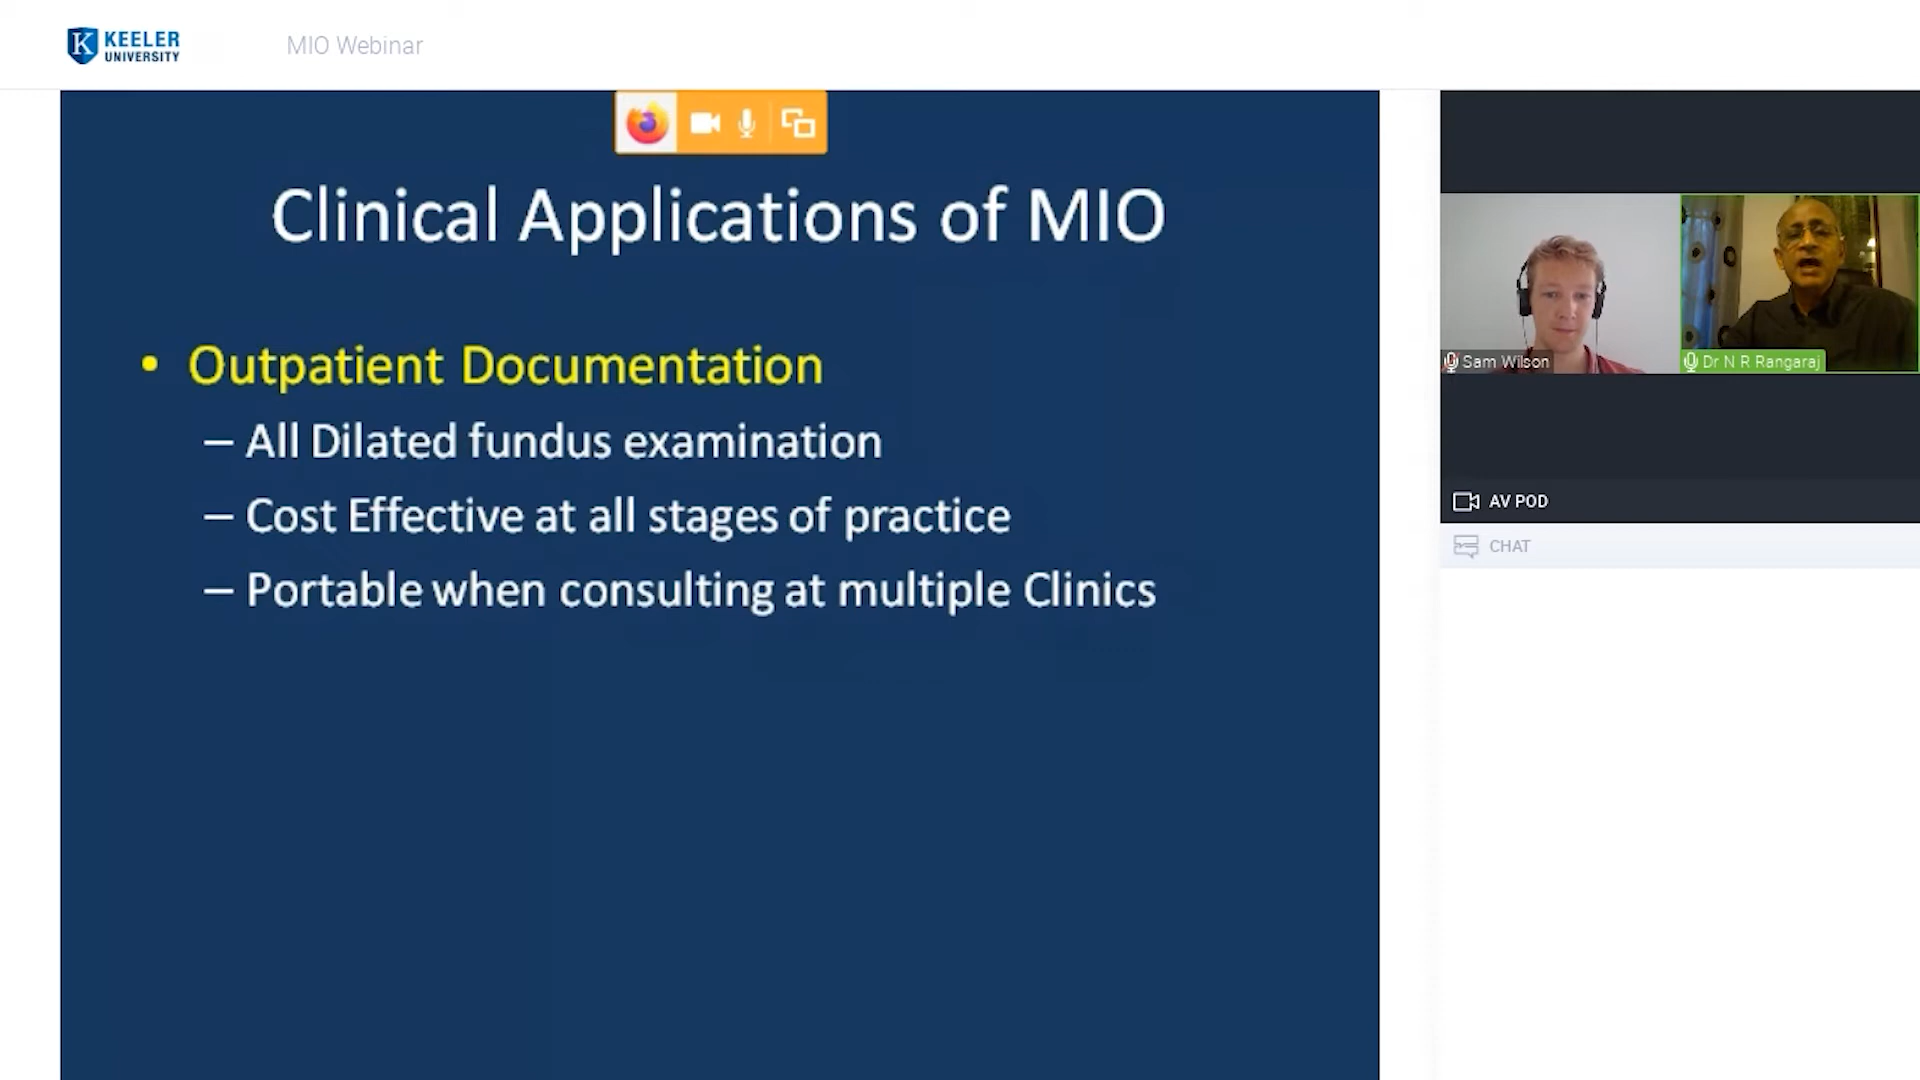 KEELER
UNIVERSITY
MIO Webinar
Clinical Applications of MIO
• Outpatient Documentation
– All Dilated fundus examination
– Cost Effective at all stages of practice
– Portable when consulting at multiple Clinics
Sam Wilson
Dr N R Rangaraj
AV POD
CHAT